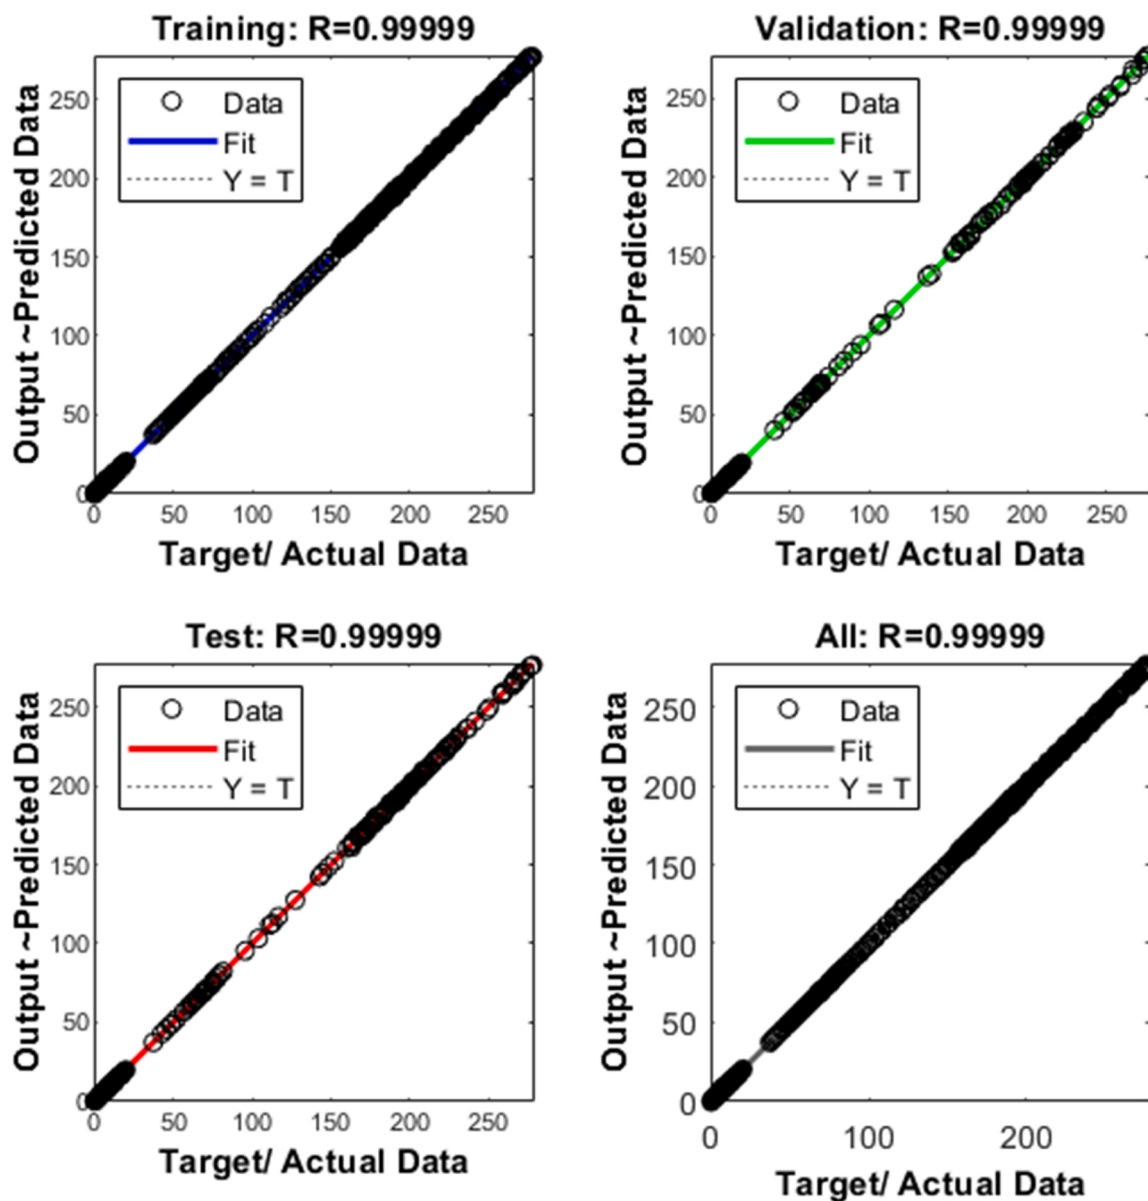 Training: R=0.99999
Output ~Predicted Data
250
200
150
100
50
0
Data
Fit
Y = T
0 50 100 150 200 250
Target/ Actual Data
Validation: R=0.99999
Output ~Predicted Data
250
200
150
100
50
0
Data
Fit
Y = T
0 50 100 150 200 250
Target/ Actual Data
Test: R=0.99999
Output ~Predicted Data
250
200
150
100
50
0
Data
Fit
Y = T
0 50 100 150 200 250
Target/ Actual Data
All: R=0.99999
Output ~Predicted Data
250
200
150
100
50
0
Data
Fit
Y = T
0 100 200
Target/ Actual Data